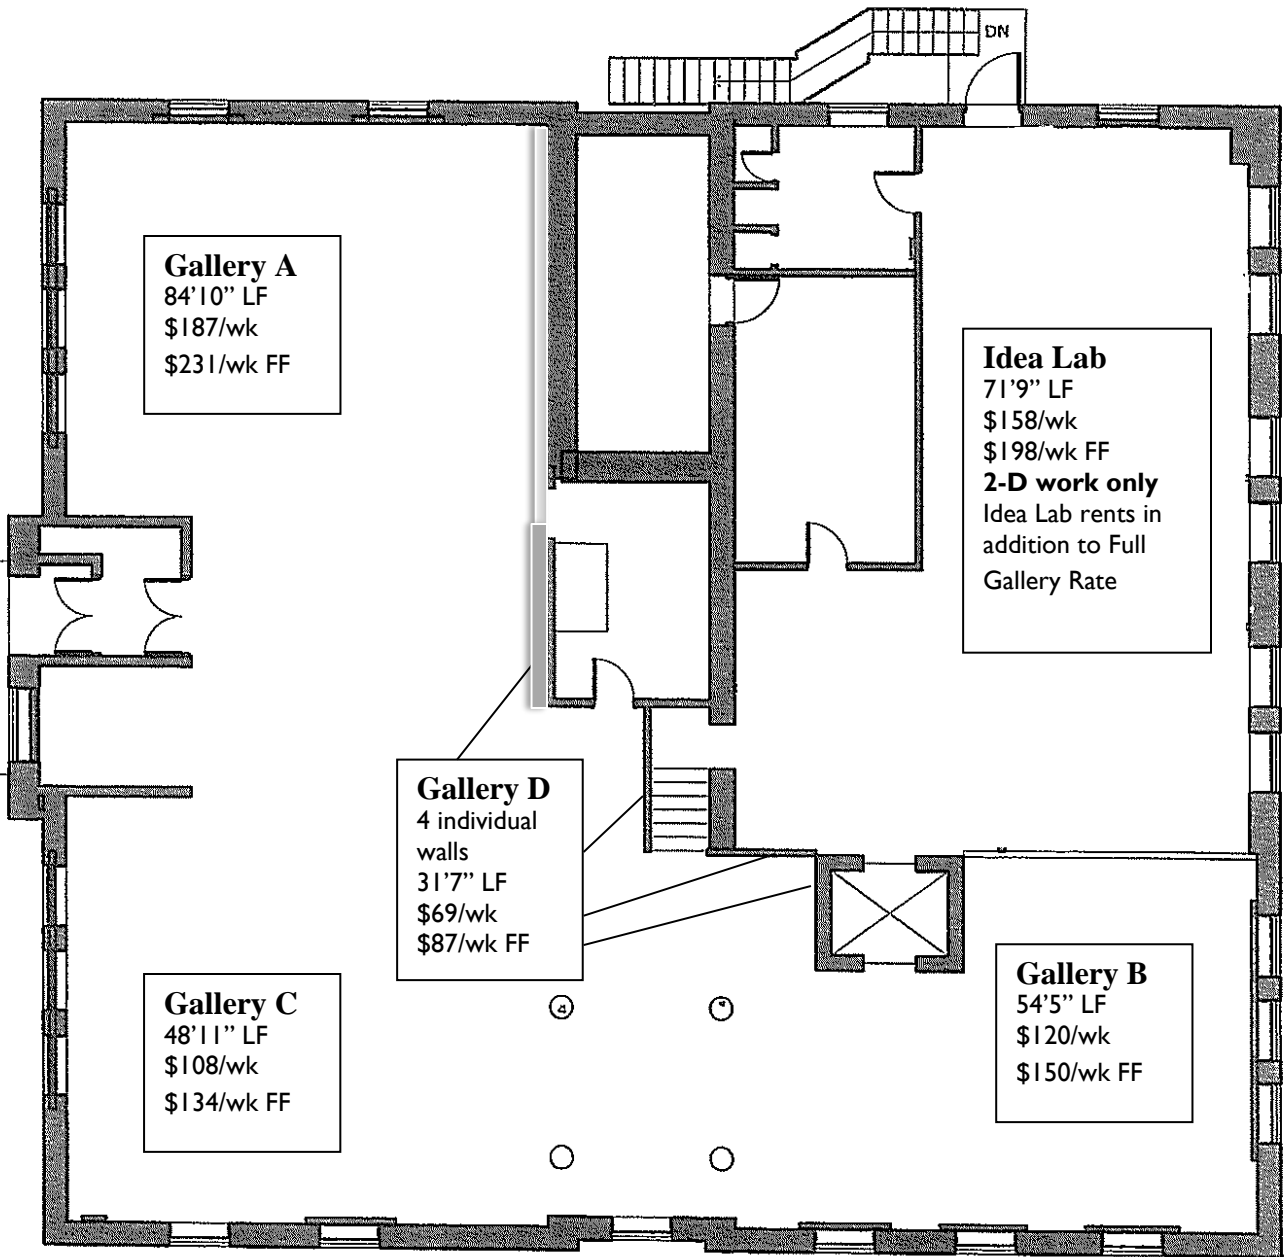 DN
Gallery A
84’10” LF
$187/wk
$231/wk FF
Idea Lab
71’9” LF
$158/wk
$198/wk FF
2-D work only
Idea Lab rents in
addition to Full
Gallery Rate
Gallery D
4 individual
walls
31’7” LF
$69/wk
$87/wk FF
Gallery C
48’11” LF
$108/wk
$134/wk FF
Gallery B
54’5” LF
$120/wk
$150/wk FF